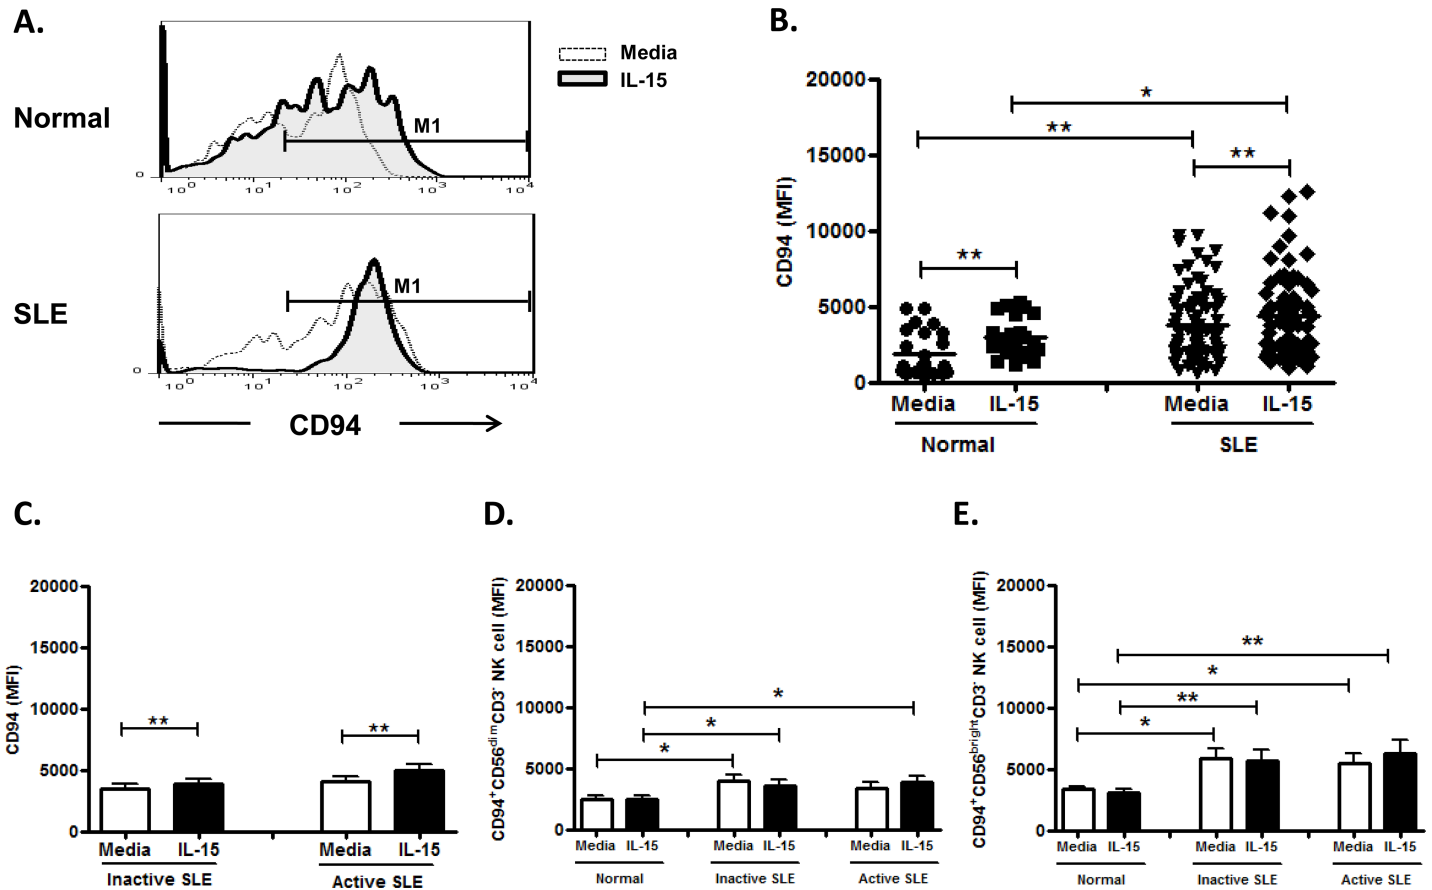 A.
Normal
Media
IL-15
M1
0
10⁰ 10¹ 10² 10³ 10⁴
SLE
M1
0
10⁰ 10¹ 10² 10³ 10⁴
CD94
B.
CD94 (MFI)
20000
15000
10000
5000
0
*
**
**
**
Media IL-15 Media IL-15
Normal SLE
C.
CD94 (MFI)
20000
15000
10000
5000
0
**
**
Media IL-15 Media IL-15
Inactive SLE Active SLE
D.
CD94⁺CD56ᵈⁱᵐCD3⁻ NK cell (MFI)
20000
15000
10000
5000
0
*
*
*
Media IL-15 Media IL-15 Media IL-15
Normal Inactive SLE Active SLE
E.
CD94⁺CD56ᵇʳⁱᵍʰᵗCD3⁻ NK cell (MFI)
20000
15000
10000
5000
0
**
*
**
*
Media IL-15 Media IL-15 Media IL-15
Normal Inactive SLE Active SLE